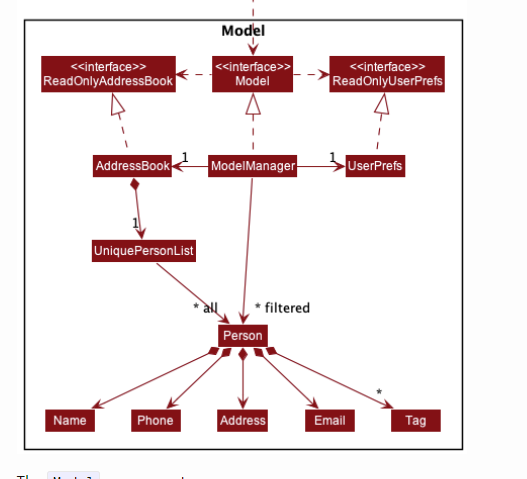 Model
<<interface>>
ReadOnlyAddressBook
<<interface>>
Model
<<interface>>
ReadOnlyUserPrefs
AddressBook
1
ModelManager
1
UserPrefs
1
UniquePersonList
* all
* filtered
Person
*
Name
Phone
Address
Email
Tag